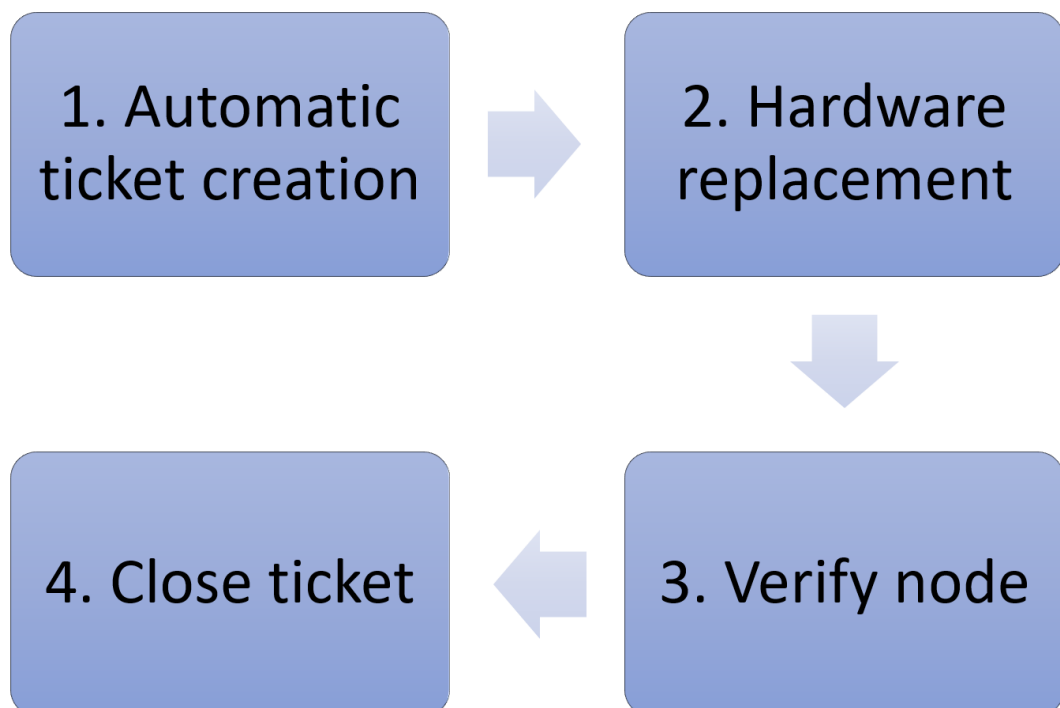 1. Automatic
ticket creation
2. Hardware
replacement
3. Verify node
4. Close ticket